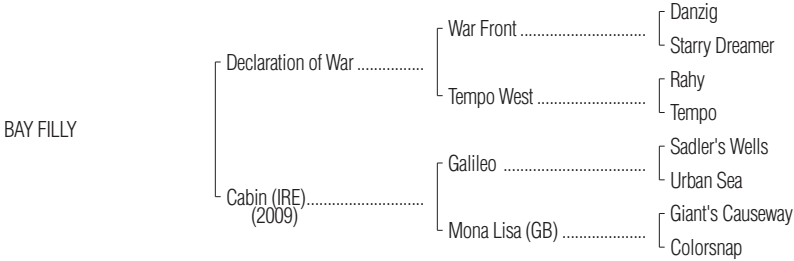 BAY FILLY
Declaration of War ................
Cabin (IRE)............................
(2009)
War Front ..............................
Tempo West ..........................
Galileo ..................................
Mona Lisa (GB) ....................
Danzig
Starry Dreamer
Rahy
Tempo
Sadler's Wells
Urban Sea
Giant's Causeway
Colorsnap